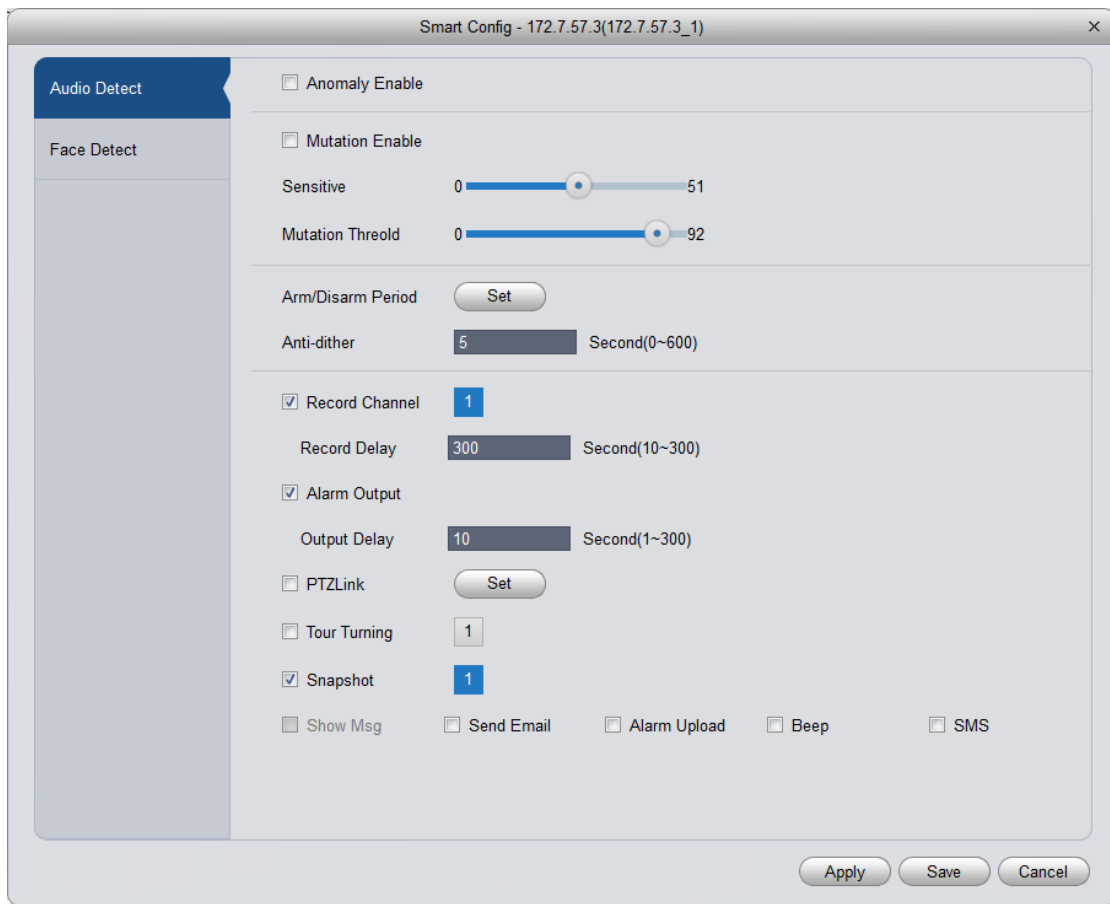 Smart Config - 172.7.57.3(172.7.57.3_1)
Audio Detect
Face Detect
Anomaly Enable
Mutation Enable
Sensitive 0 51
Mutation Threold 0 92
Arm/Disarm Period Set
Anti-dither 5 Second(0~600)
Record Channel 1
Record Delay 300 Second(10~300)
Alarm Output
Output Delay 10 Second(1~300)
PTZLink Set
Tour Turning 1
Snapshot 1
Show Msg Send Email Alarm Upload Beep SMS
Apply Save Cancel